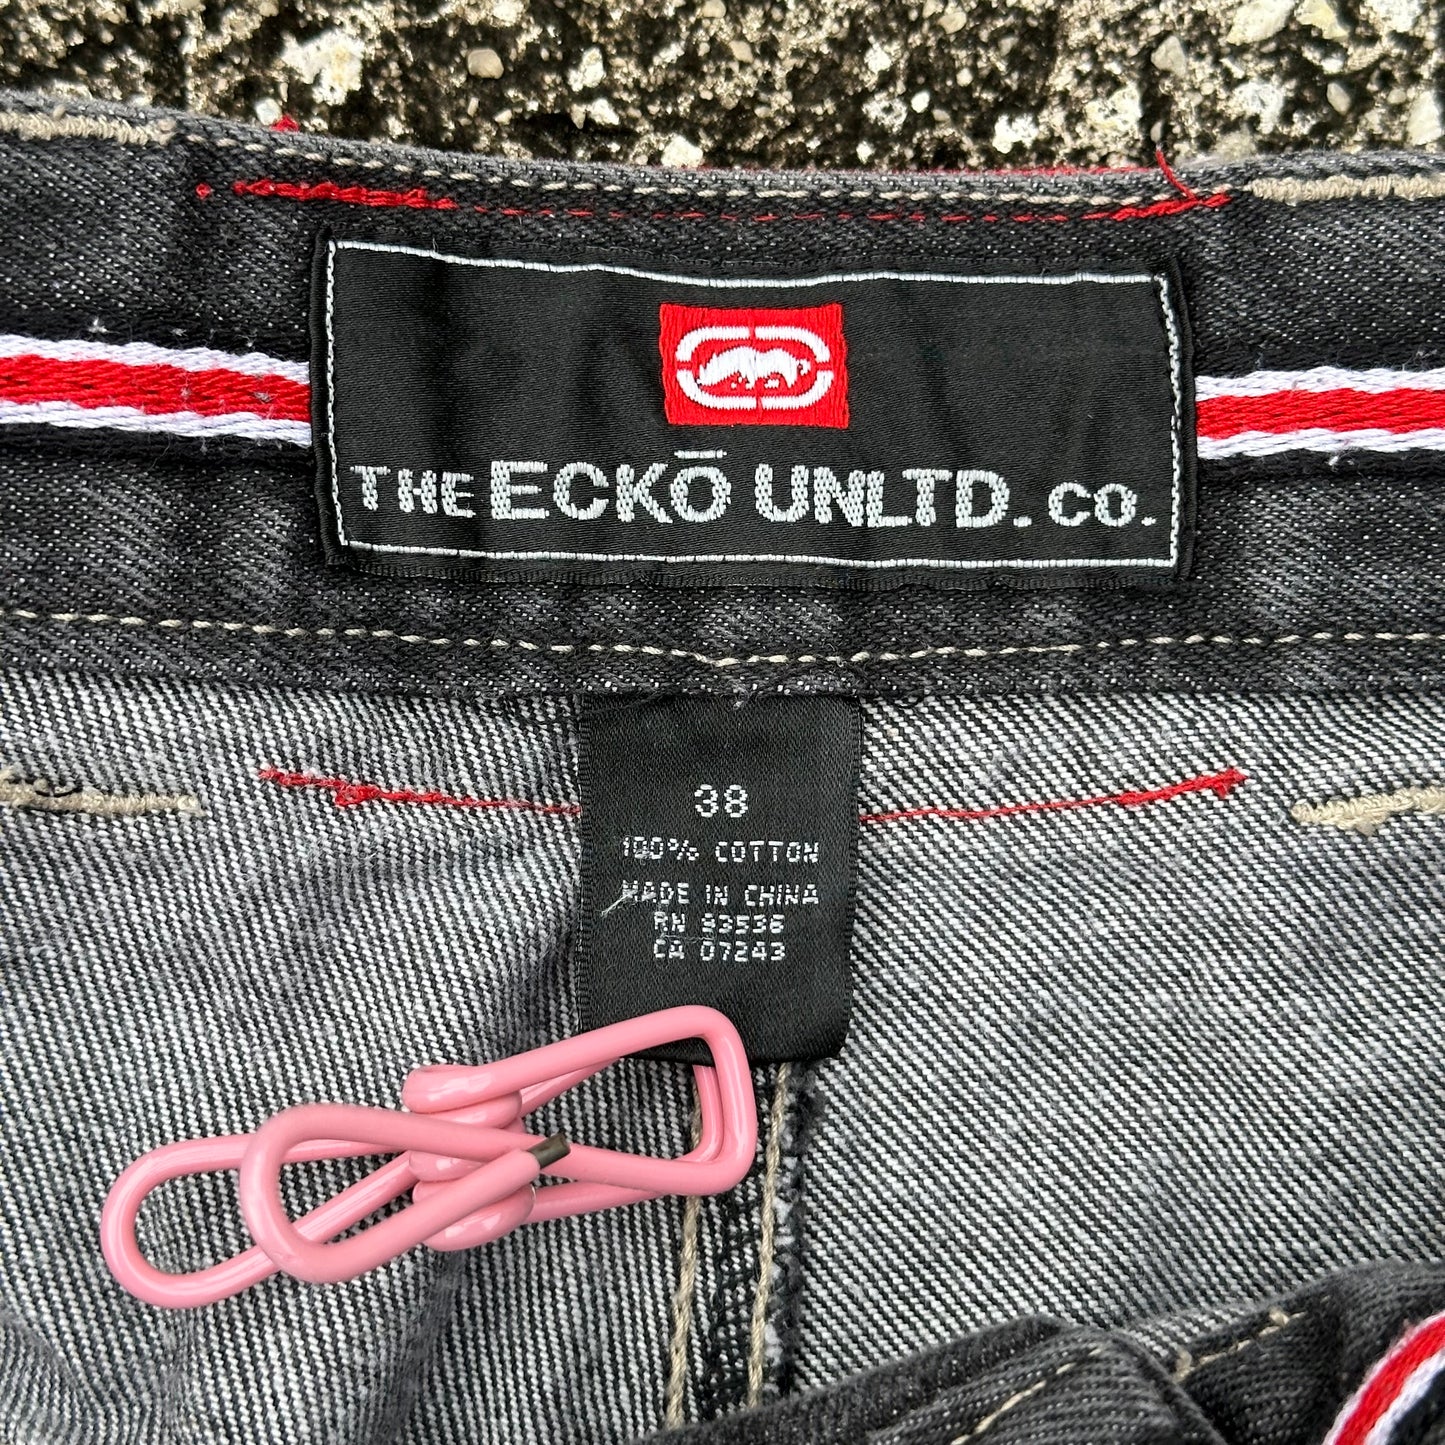 THE ECKŌ UNLTD. CO.
38
100% COTTON
MADE IN CHINA
RN 93536
CA 07243